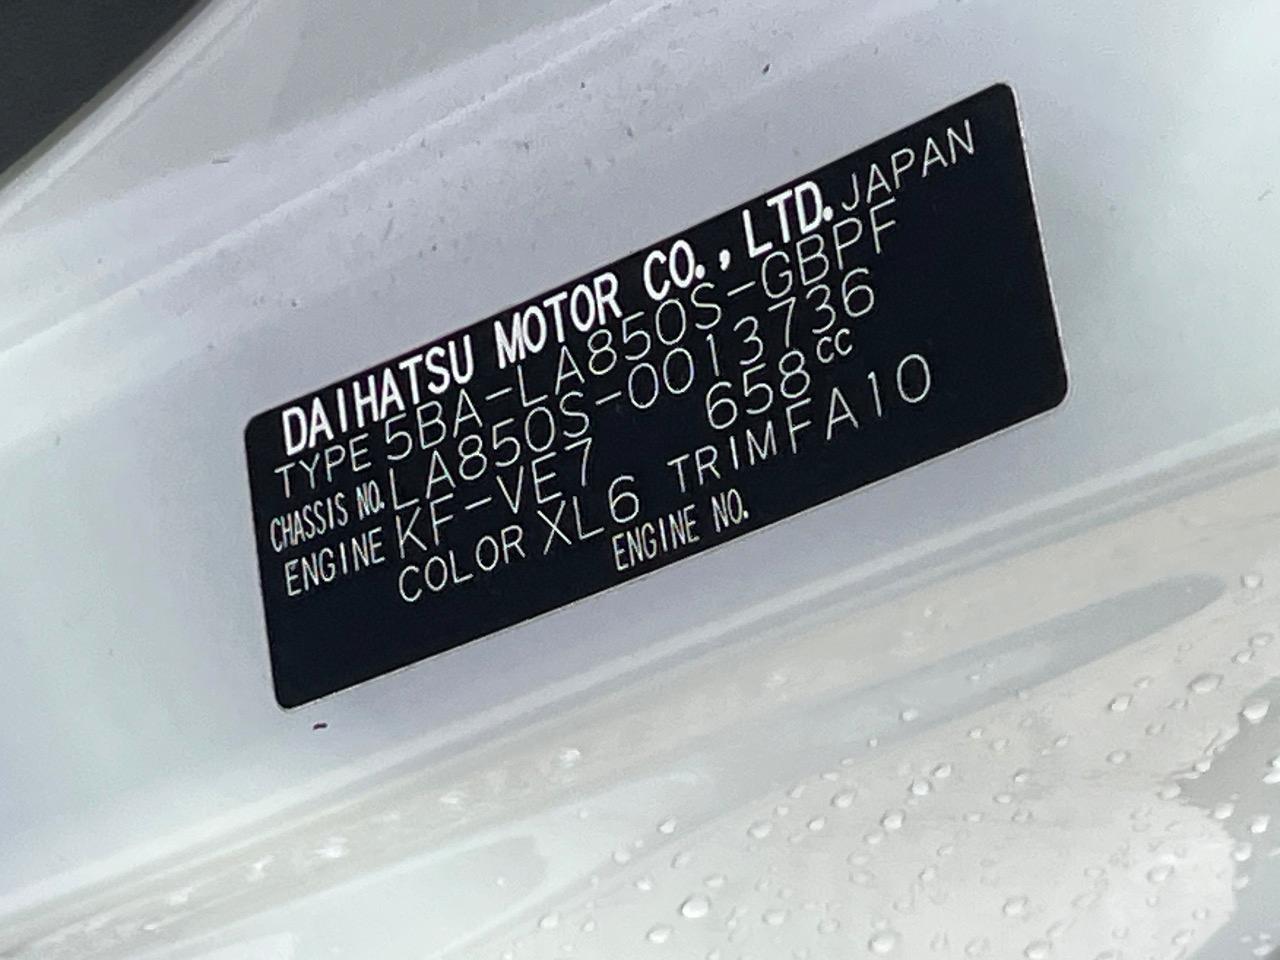 DAIHATSU MOTOR CO., LTD. JAPAN
TYPE 5BA-LA850S-GBPF
CHASSIS NO. LA850S-0013736
ENGINE KF-VE7 658cc
COLOR XL6 TRIM FA10
ENGINE NO.